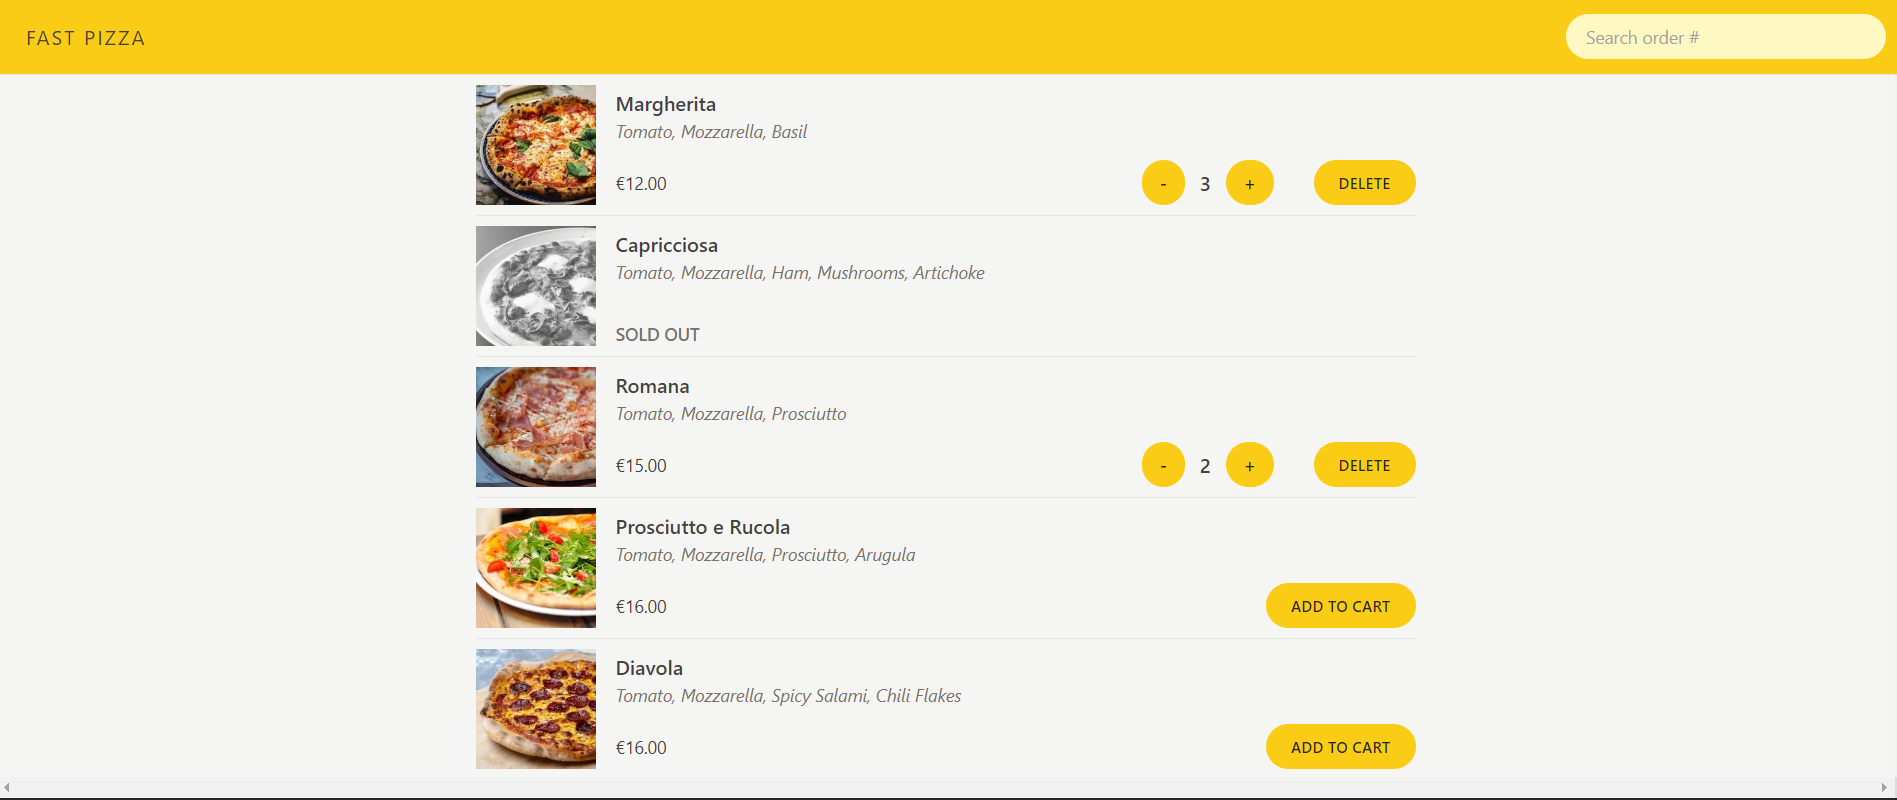 FAST PIZZA
Search order #
Margherita
Tomato, Mozzarella, Basil
€12.00
- 3 + DELETE
Capricciosa
Tomato, Mozzarella, Ham, Mushrooms, Artichoke
SOLD OUT
Romana
Tomato, Mozzarella, Prosciutto
€15.00
- 2 + DELETE
Prosciutto e Rucola
Tomato, Mozzarella, Prosciutto, Arugula
€16.00
ADD TO CART
Diavola
Tomato, Mozzarella, Spicy Salami, Chili Flakes
€16.00
ADD TO CART